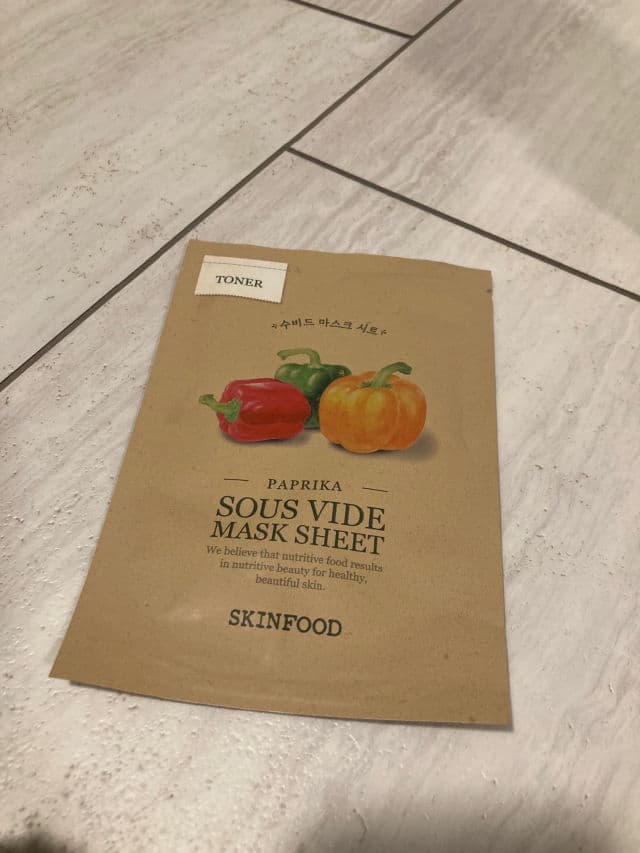 TONER
수비드 마스크 시트
PAPRIKA
SOUS VIDE
MASK SHEET
We believe that nutritive food results
in nutritive beauty for healthy,
beautiful skin.
SKINFOOD